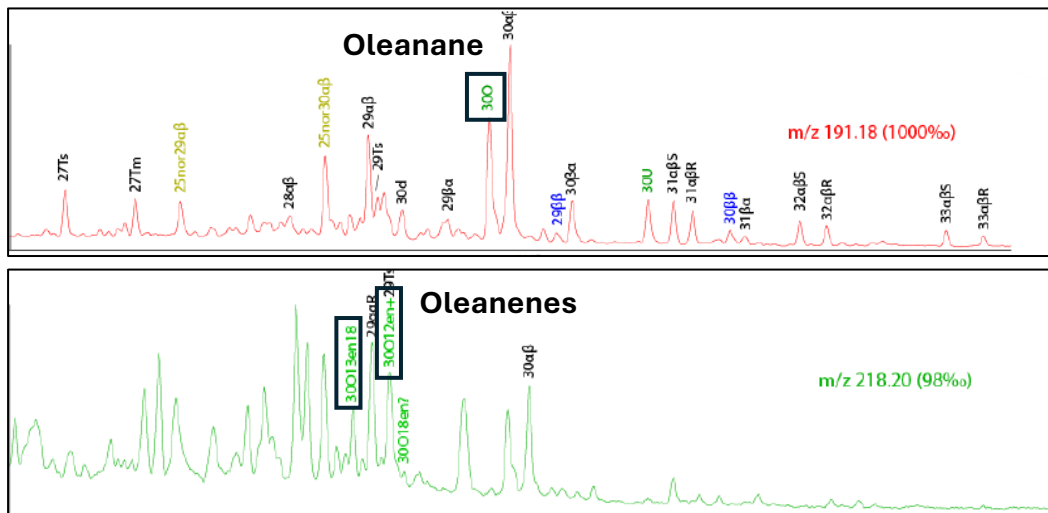 Oleanane
27Ts
27Tm
25nor29αβ
28αβ
25nor30αβ
29αβ
29Ts
30d
29βα
30O
30αβ
29ββ
30βα
30U
31αβS
31αβR
30ββ
31βα
32αβS
32αβR
33αβS
33αβR
m/z 191.18 (1000‰)
Oleanenes
30O13en18
29ααR
30O12en+29Ts
30O18en?
30αβ
m/z 218.20 (98‰)